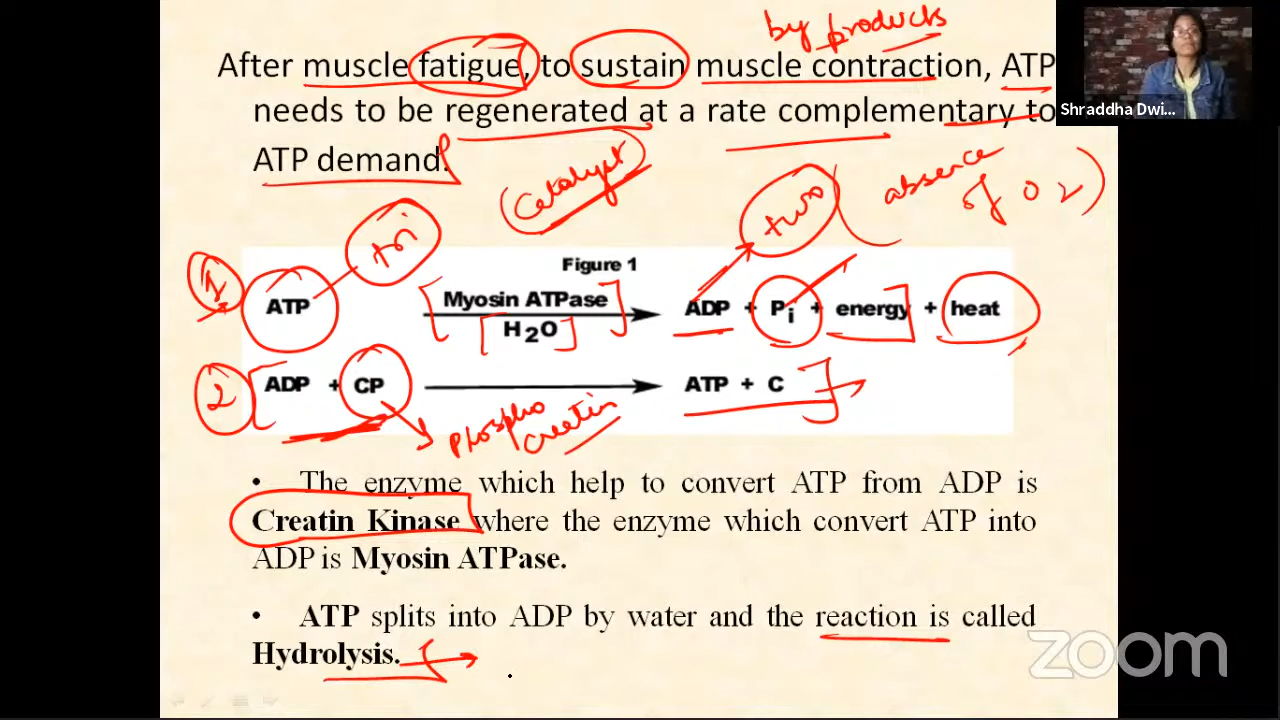 by products
After muscle fatigue, to sustain muscle contraction, ATP
needs to be regenerated at a rate complementary to
ATP demand.
Shraddha Dwi...
Catalyst
two
absence
of O2
tri
1
Figure 1
ATP Myosin ATPase ADP + Pi + energy + heat
H2O
2 ADP + CP ATP + C
phospho
creatin
• The enzyme which help to convert ATP from ADP is
Creatin Kinase where the enzyme which convert ATP into
ADP is Myosin ATPase.
• ATP splits into ADP by water and the reaction is called
Hydrolysis.
zoom